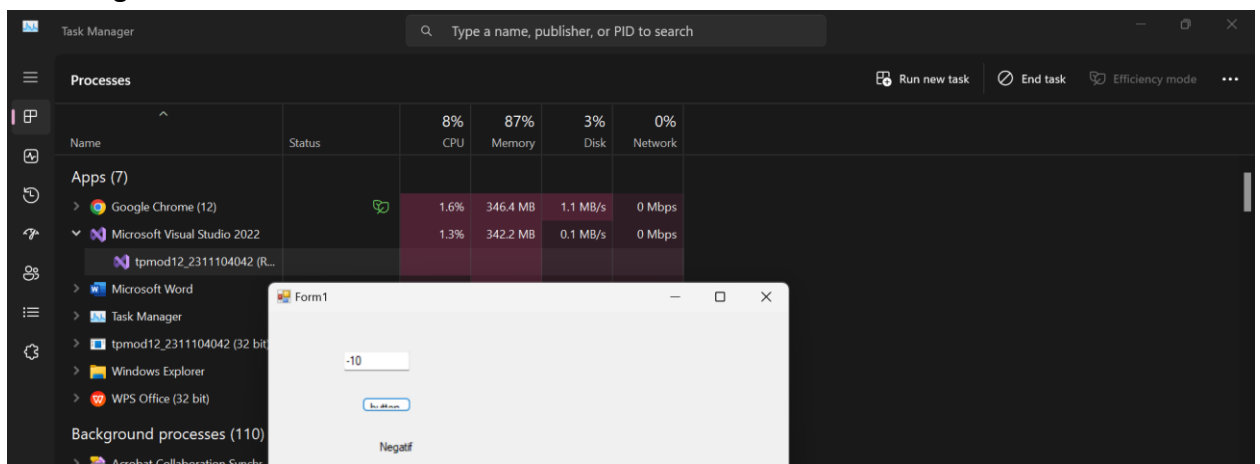 Task Manager
Type a name, publisher, or PID to search
Processes
Run new task
End task
Efficiency mode
8% 87% 3% 0%
Name Status CPU Memory Disk Network
Apps (7)
Google Chrome (12) 1.6% 346.4 MB 1.1 MB/s 0 Mbps
Microsoft Visual Studio 2022 1.3% 342.2 MB 0.1 MB/s 0 Mbps
tpmod12_2311104042 (R...
Microsoft Word
Form1
Task Manager
tpmod12_2311104042 (32 bit
-10
Windows Explorer
WPS Office (32 bit)
Background processes (110)
Negatif